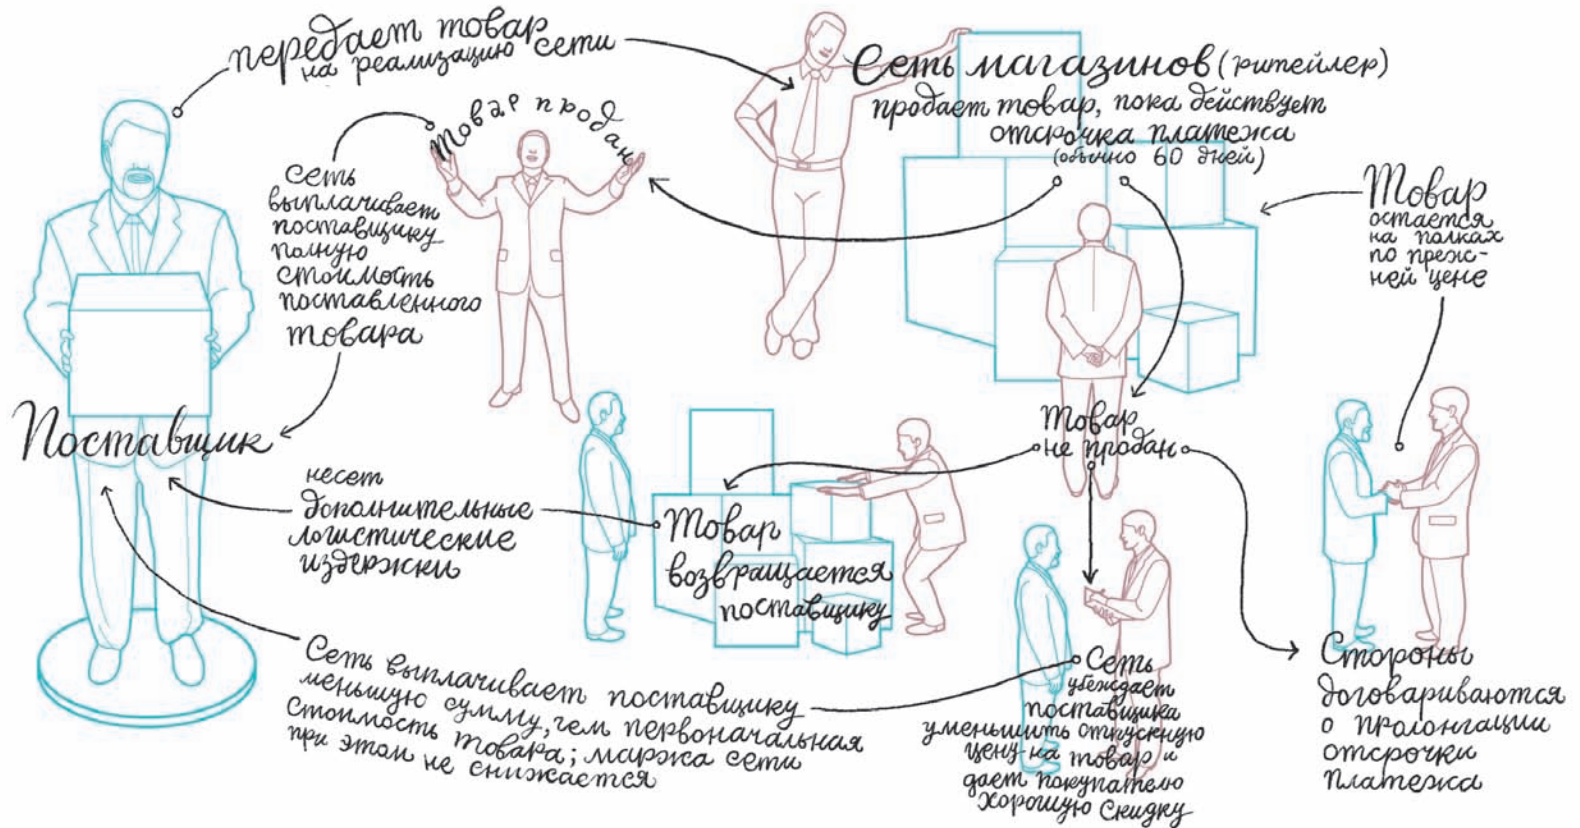 передает товар
на реализацию сети
Сеть магазинов (ритейлер)
продает товар, пока действует
отсрочка платежа
(обычно 60 дней)
Товар продан
сеть
выплачивает
поставщику
полную
стоимость
поставленного
товара
Товар
остается
на полках
по преж-
ней цене
Поставщик
Товар
не продан
несет
дополнительные
логистические
издержки
Товар
возвращается
поставщику
Сеть выплачивает поставщику
меньшую сумму, чем первоначальная
стоимость товара; маржа сети
при этом не снижается
Сеть
убеждает
поставщика
уменьшить отпускную
цену на товар и
дает покупателю
хорошую скидку
Стороны
договариваются
о пролонгации
отсрочки
платежа